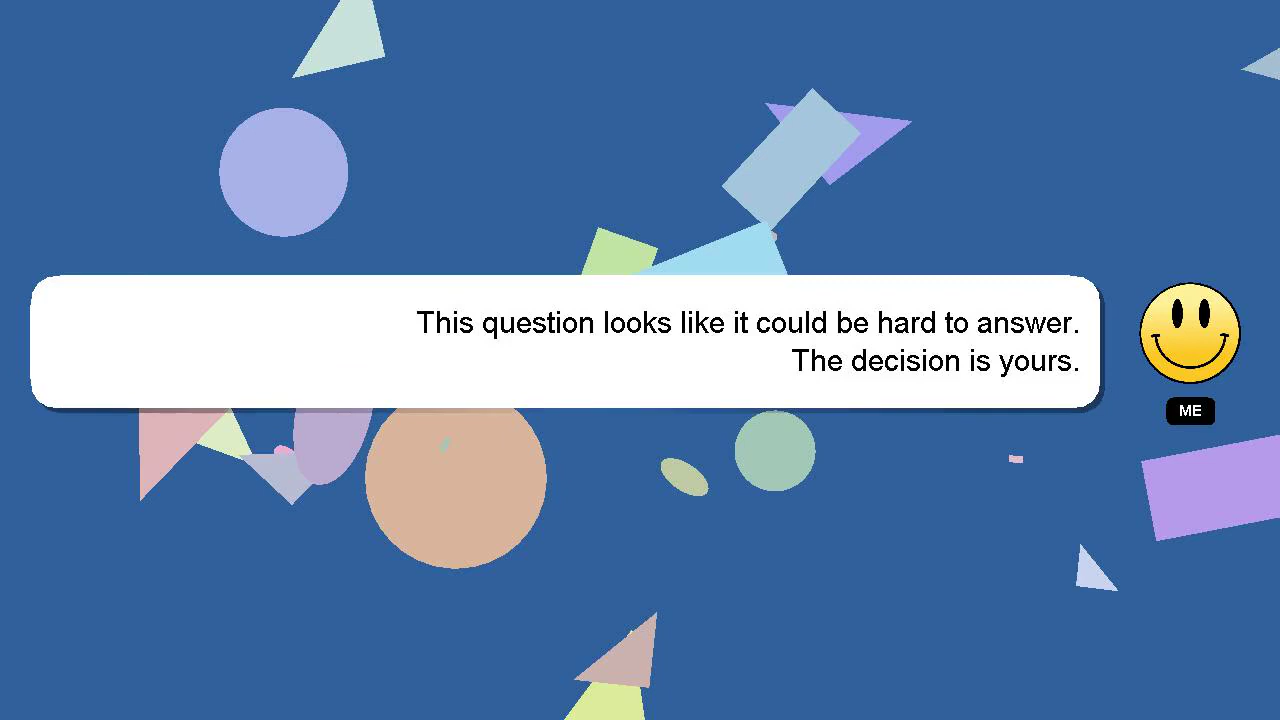 This question looks like it could be hard to answer.
The decision is yours.
ME